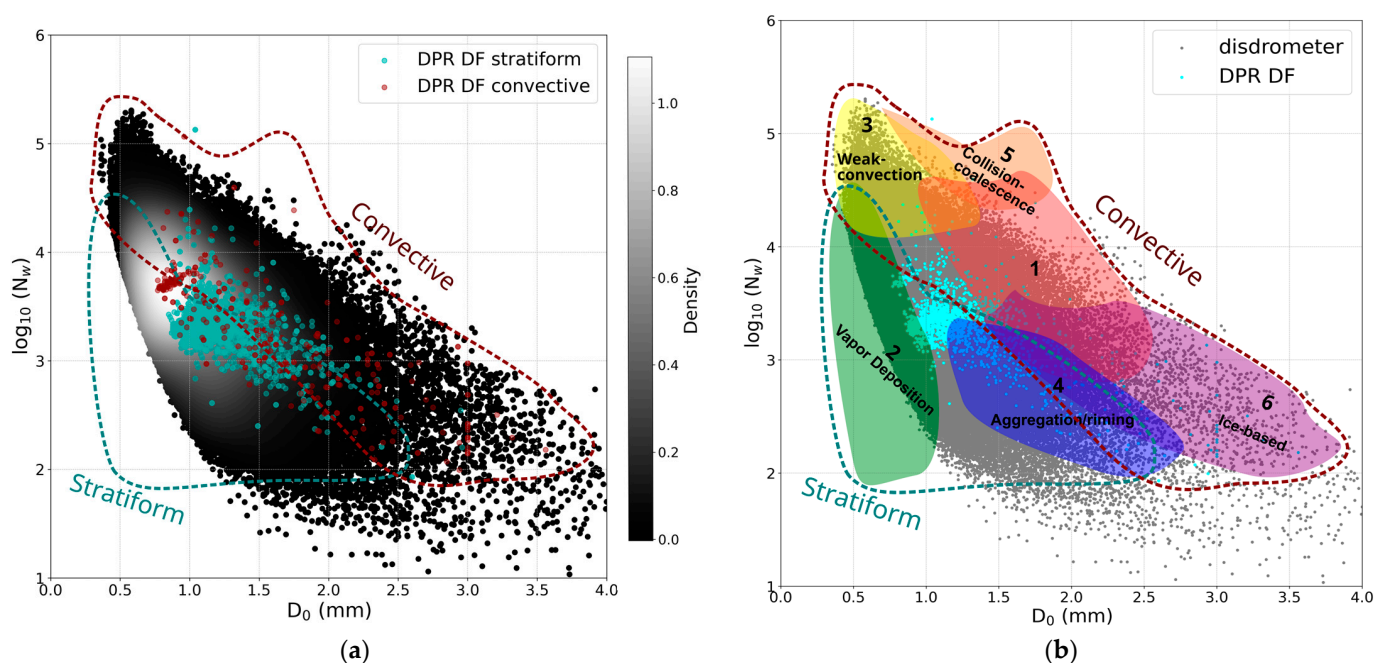 6
5
4
3
2
1
log10 (Nw)
0.0
0.5
1.0
1.5
2.0
2.5
3.0
3.5
4.0
D0 (mm)
DPR DF stratiform
DPR DF convective
Convective
Stratiform
1.0
0.8
0.6
0.4
0.2
0.0
Density
(a)
6
5
4
3
2
1
log10 (Nw)
0.0
0.5
1.0
1.5
2.0
2.5
3.0
3.5
4.0
D0 (mm)
disdrometer
DPR DF
3
Weak-
convection
5
Collision-
coalescence
Convective
1
2
Vapor Deposition
4
Aggregation/riming
6
Ice-based
Stratiform
(b)